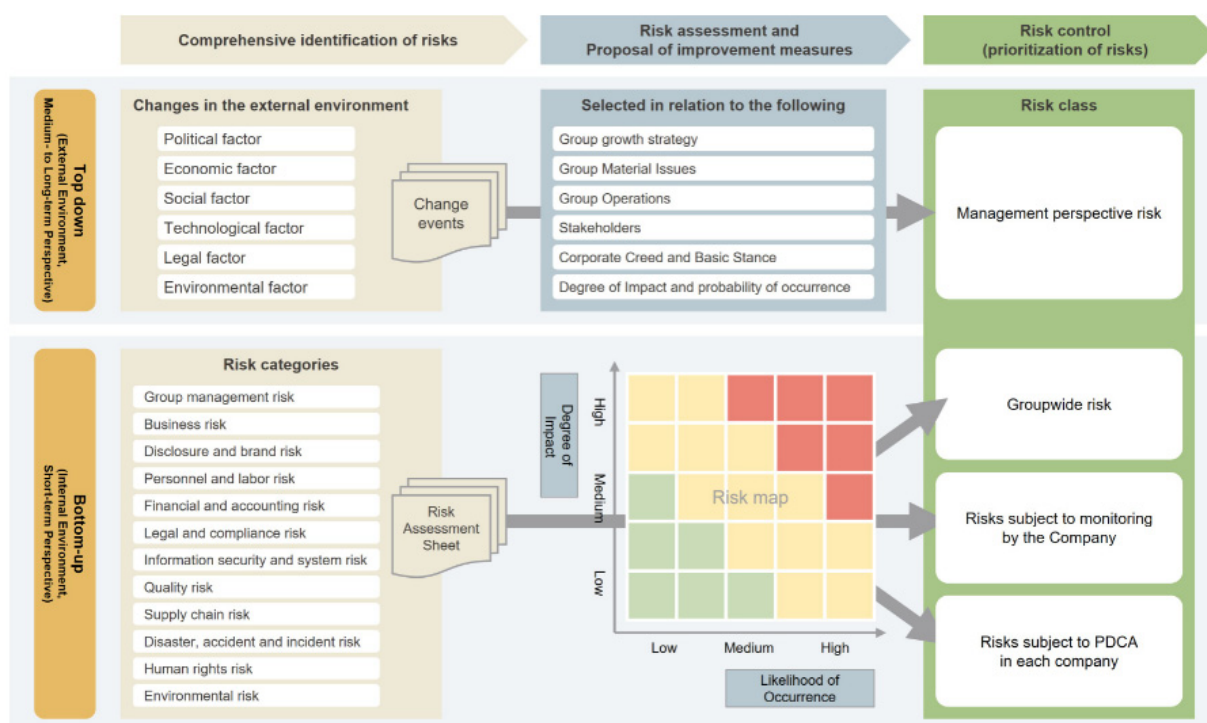 Comprehensive identification of risks
Risk assessment and
Proposal of improvement measures
Risk control
(prioritization of risks)
Top down
(External Environment,
Medium- to Long-term Perspective)
Changes in the external environment
Political factor
Economic factor
Social factor
Technological factor
Legal factor
Environmental factor
Change
events
Selected in relation to the following
Group growth strategy
Group Material Issues
Group Operations
Stakeholders
Corporate Creed and Basic Stance
Degree of Impact and probability of occurrence
Risk class
Management perspective risk
Bottom-up
(Internal Environment,
Short-term Perspective)
Risk categories
Group management risk
Business risk
Disclosure and brand risk
Personnel and labor risk
Financial and accounting risk
Legal and compliance risk
Information security and system risk
Quality risk
Supply chain risk
Disaster, accident and incident risk
Human rights risk
Environmental risk
Risk
Assessment
Sheet
Degree of
Impact
High
Medium
Low
Risk map
Low
Medium
High
Likelihood of
Occurrence
Groupwide risk
Risks subject to monitoring
by the Company
Risks subject to PDCA
in each company